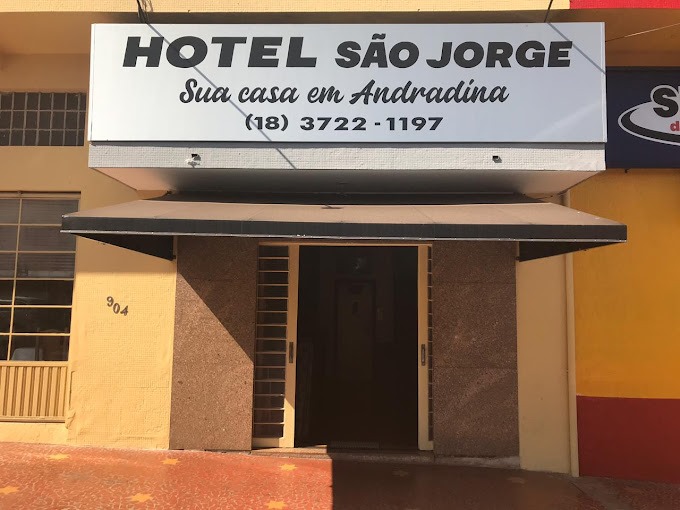 HOTEL SÃO JORGE
Sua casa em Andradina
(18) 3722-1197
904